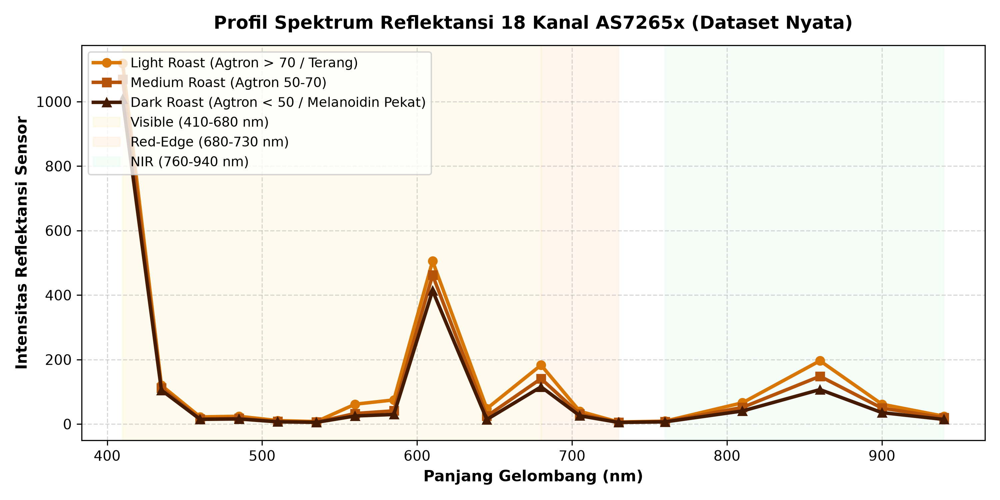 Profil Spektrum Reflektansi 18 Kanal AS7265x (Dataset Nyata)
Light Roast (Agtron > 70 / Terang)
Medium Roast (Agtron 50-70)
Dark Roast (Agtron < 50 / Melanoidin Pekat)
Visible (410-680 nm)
Red-Edge (680-730 nm)
NIR (760-940 nm)
Intensitas Reflektansi Sensor
1000
800
600
400
200
0
400 500 600 700 800 900
Panjang Gelombang (nm)